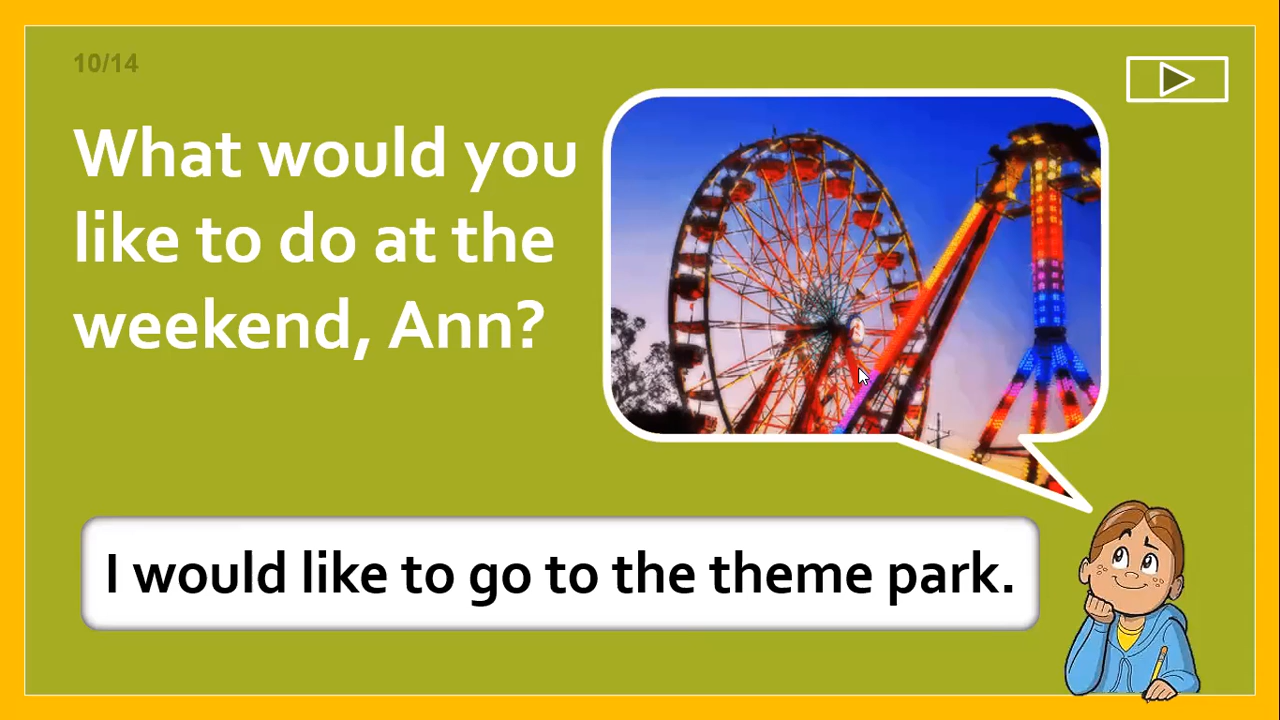 10/14
What would you
like to do at the
weekend, Ann?
I would like to go to the theme park.